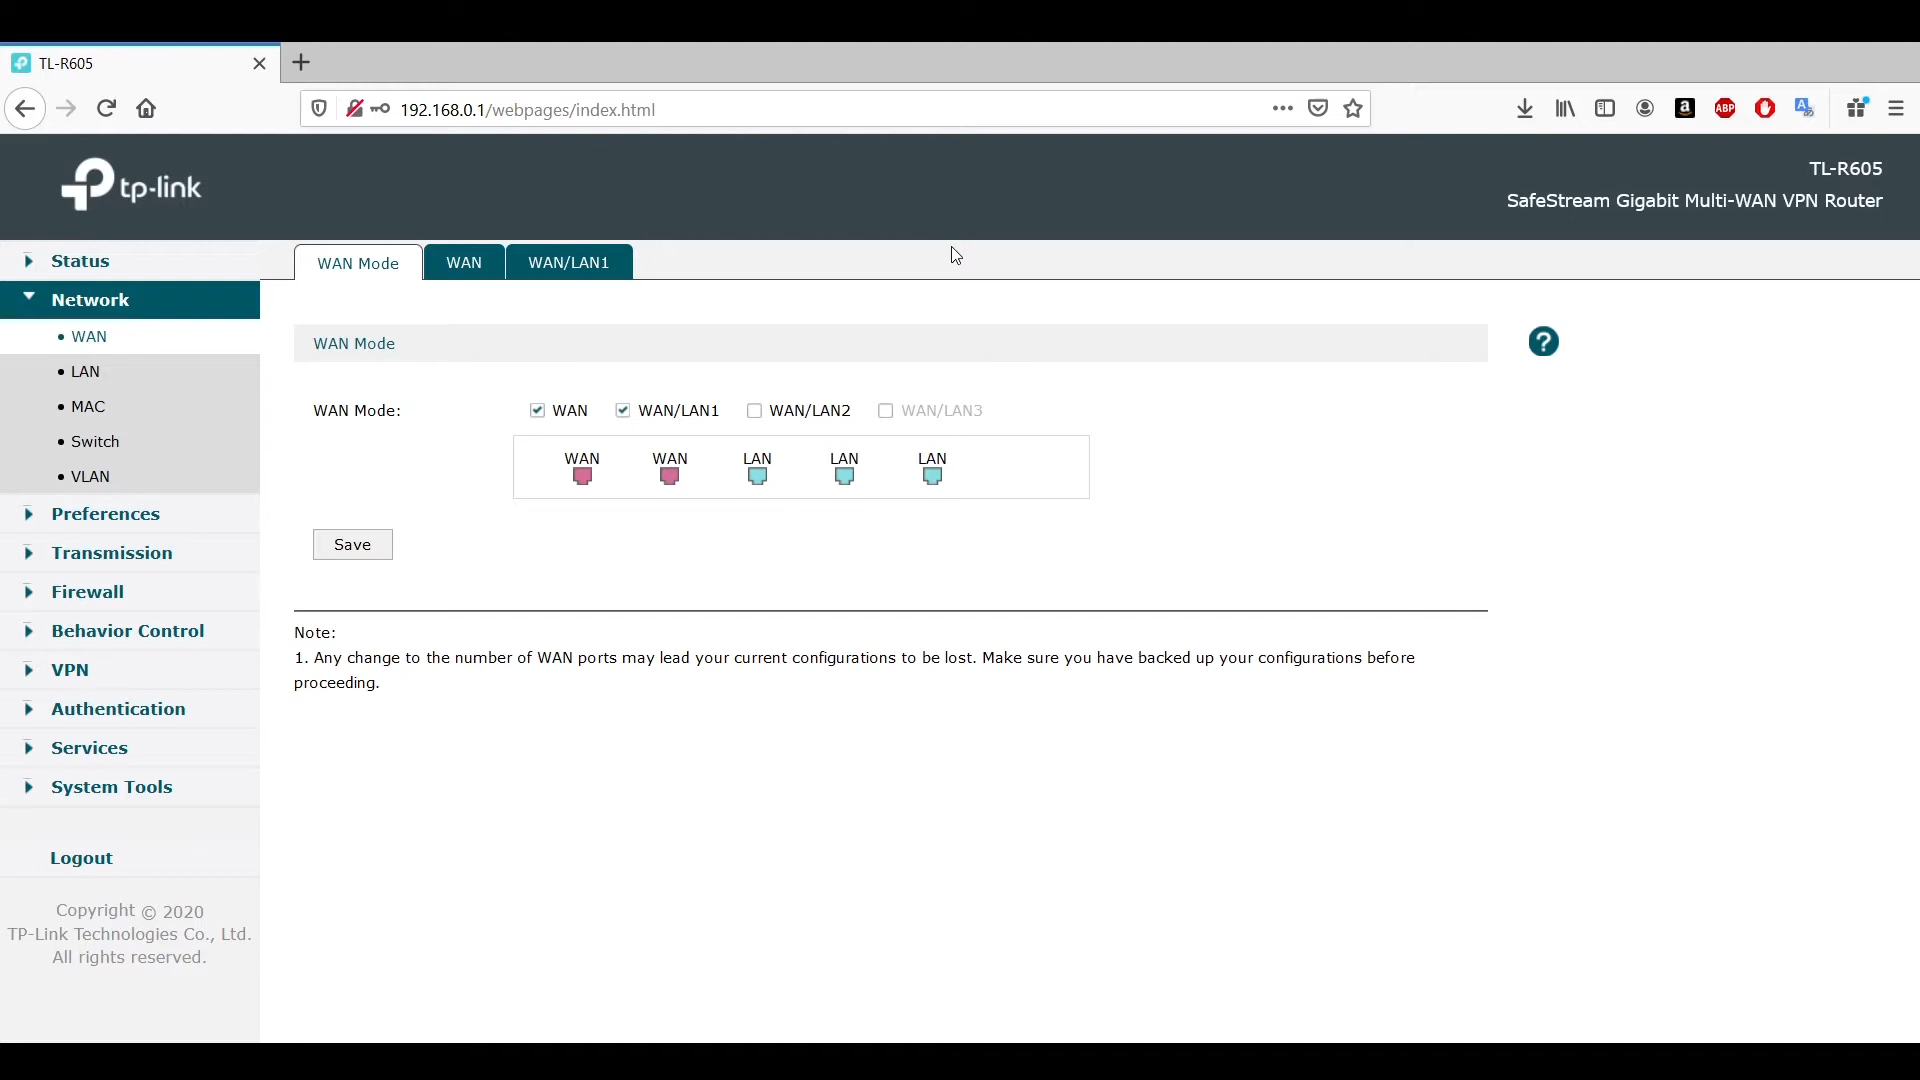 TL-R605
192.168.0.1/webpages/index.html
a
ABP
A
tp-link
TL-R605
SafeStream Gigabit Multi-WAN VPN Router
Status
Network
WAN
LAN
MAC
Switch
VLAN
Preferences
Transmission
Firewall
Behavior Control
VPN
Authentication
Services
System Tools
Logout
Copyright © 2020
TP-Link Technologies Co., Ltd.
All rights reserved.
WAN Mode WAN WAN/LAN1
WAN Mode
?
WAN Mode: WAN WAN/LAN1 WAN/LAN2 WAN/LAN3
WAN WAN LAN LAN LAN
Save
Note:
1. Any change to the number of WAN ports may lead your current configurations to be lost. Make sure you have backed up your configurations before
proceeding.